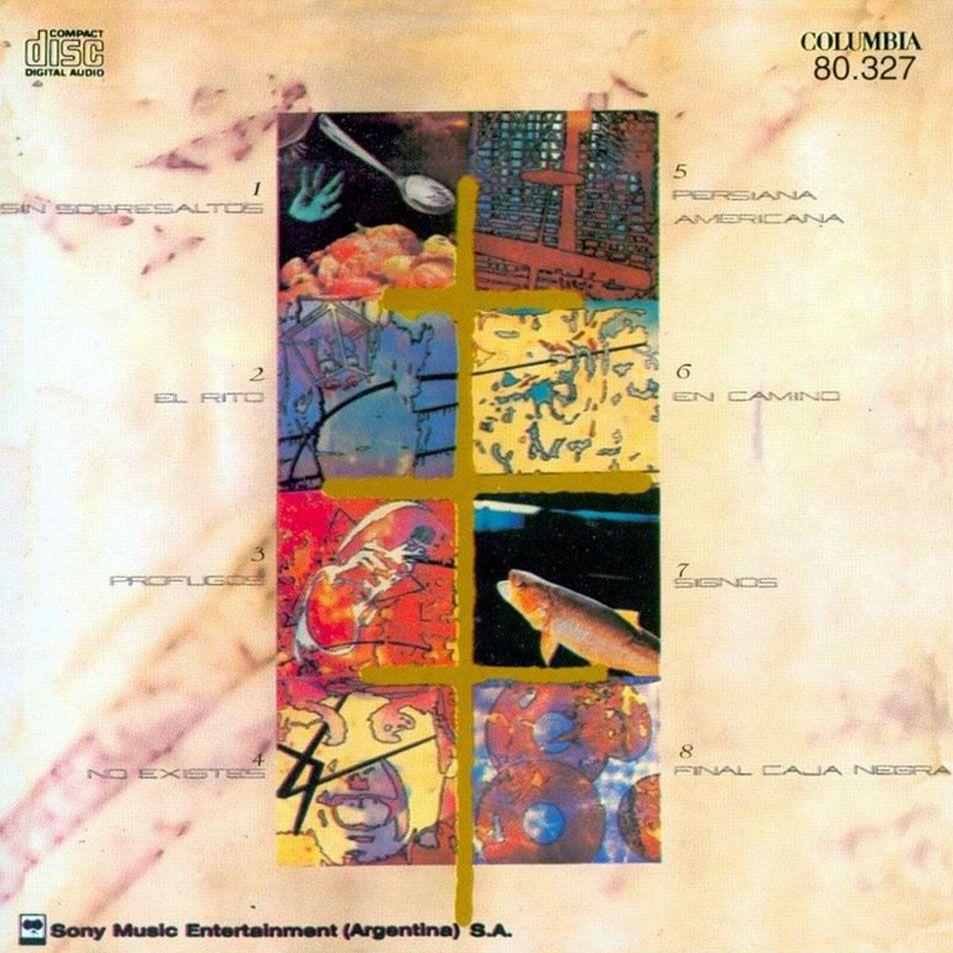 COMPACT
disc
DIGITAL AUDIO
COLUMBIA
80.327
1
SIN SOBRESALTOS
2
EL RITO
3
PROFUGOS
4
NO EXISTES
5
PERSIANA
AMERICANA
6
EN CAMINO
7
SIGNOS
8
FINAL CAJA NEGRA
Sony Music Entertainment (Argentina) S.A.